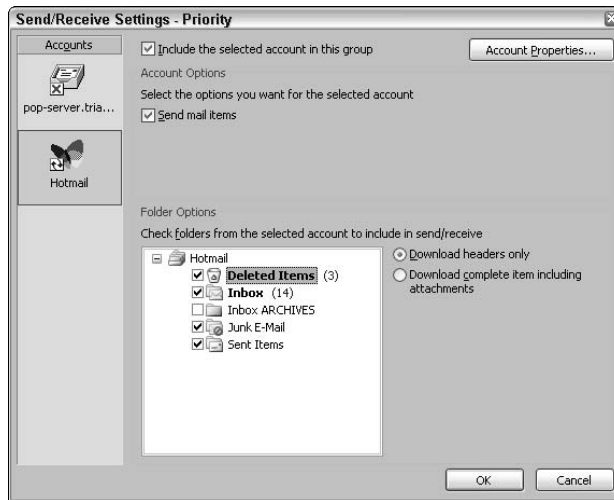 Send/Receive Settings - Priority
Accounts
pop-server.tria...
Hotmail
Include the selected account in this group
Account Properties...
Account Options
Select the options you want for the selected account
Send mail items
Folder Options
Check folders from the selected account to include in send/receive
Hotmail
Deleted Items (3)
Inbox (14)
Inbox ARCHIVES
Junk E-Mail
Sent Items
Download headers only
Download complete item including
attachments
OK
Cancel